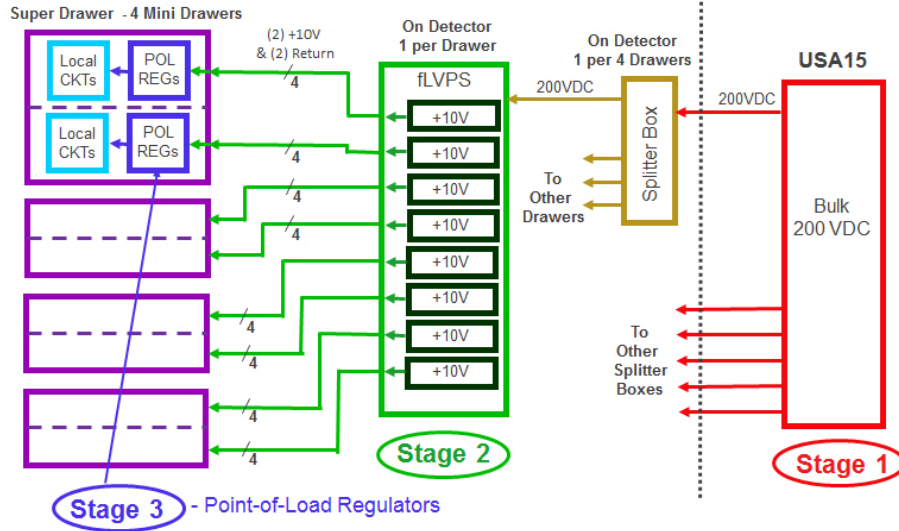 Super Drawer - 4 Mini Drawers
Local
CKTs
POL
REGs
Local
CKTs
POL
REGs
(2) +10V
& (2) Return
4
4
4
4
4
4
4
4
On Detector
1 per Drawer
fLVPS
+10V
+10V
+10V
+10V
+10V
+10V
+10V
+10V
Stage 2
200VDC
On Detector
1 per 4 Drawers
Splitter Box
To
Other
Drawers
200VDC
USA15
Bulk
200 VDC
To
Other
Splitter
Boxes
Stage 1
Stage 3 - Point-of-Load Regulators